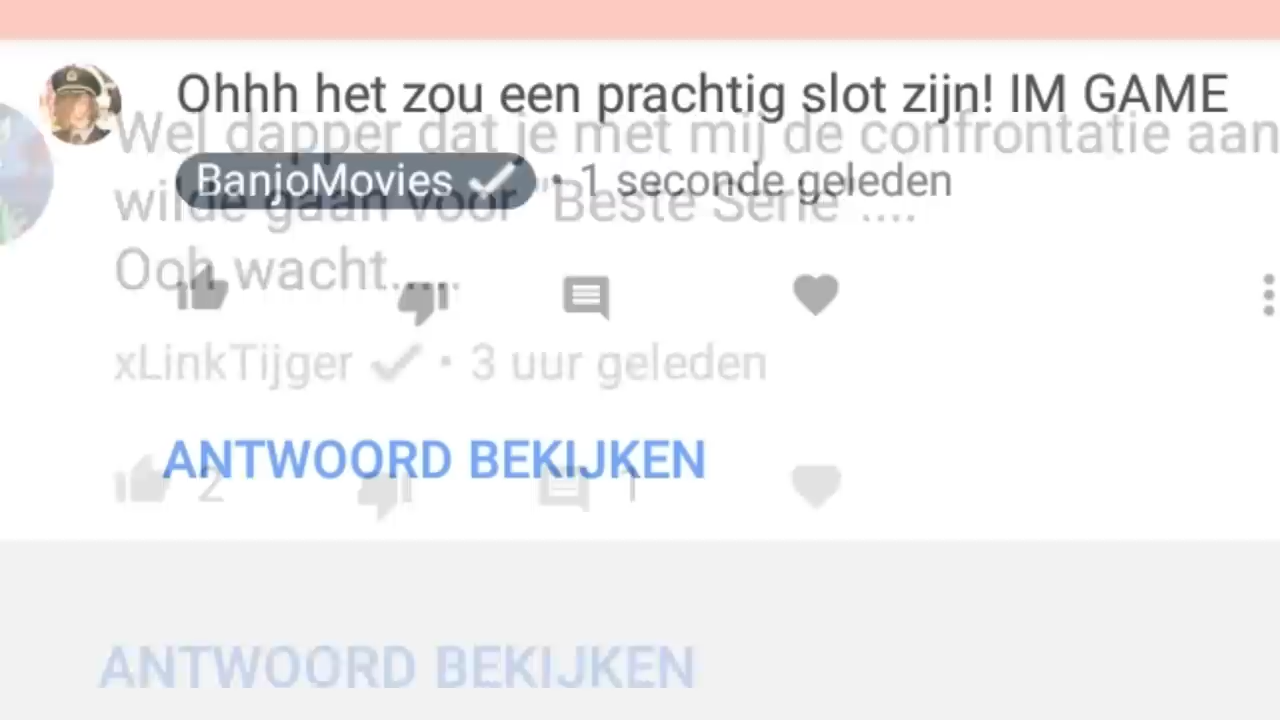 Ohhh het zou een prachtig slot zijn! IM GAME
BanjoMovies ✓ • 1 seconde geleden
Wel dapper dat je met mij de confrontatie aan
wilde gaan voor "Beste Serie"....
Ooh wacht.....
xLinkTijger ✓ • 3 uur geleden
ANTWOORD BEKIJKEN
2 1
ANTWOORD BEKIJKEN